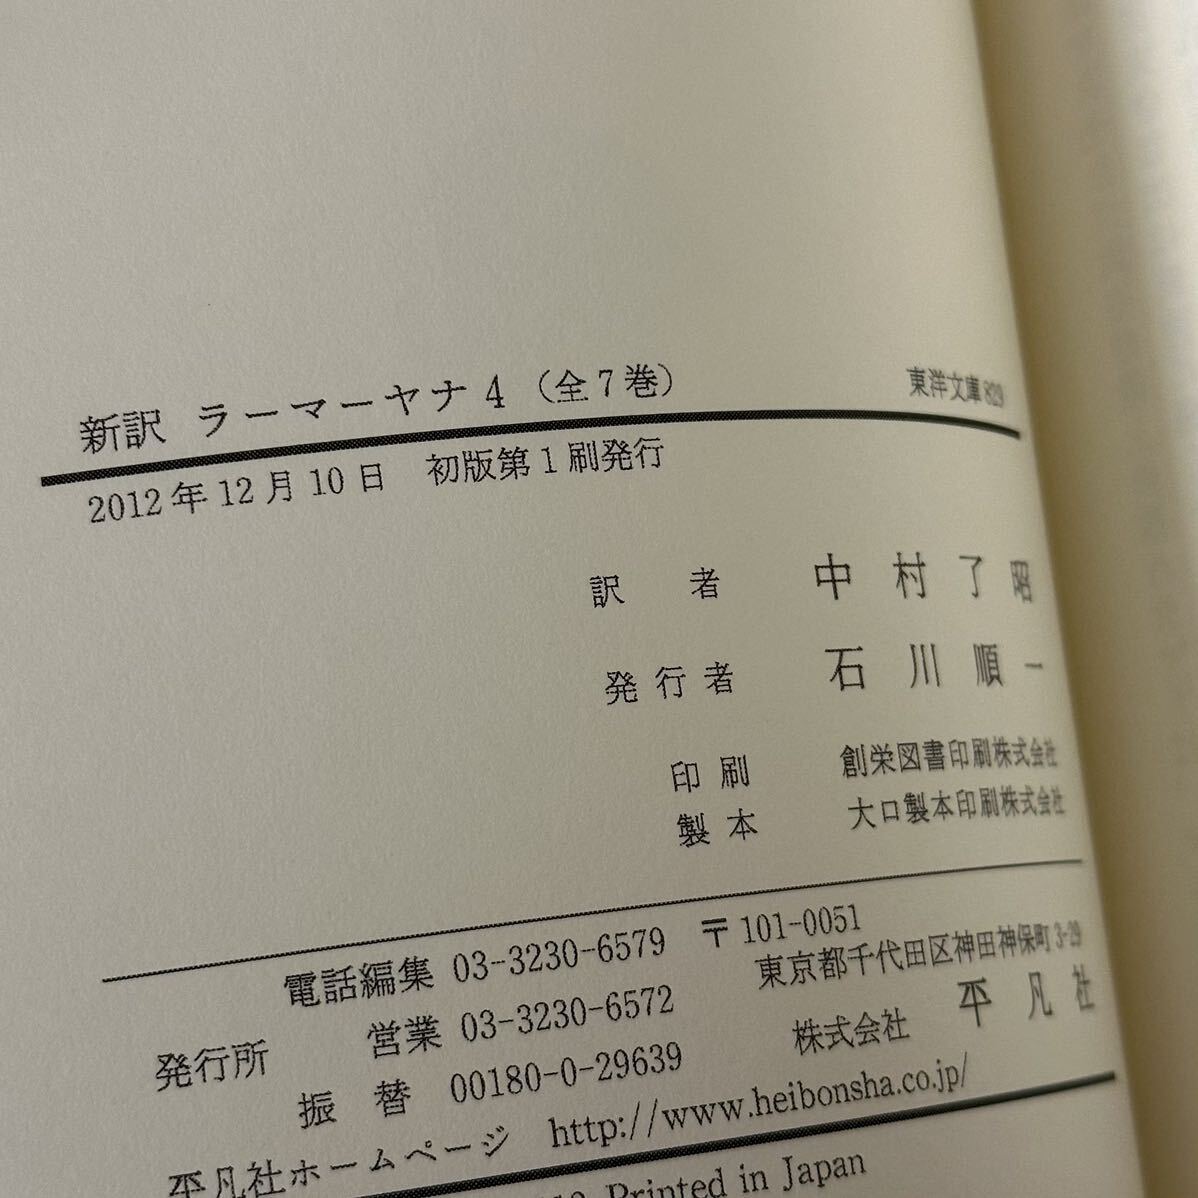 新訳 ラーマーヤナ4（全7巻） 東洋文庫829
2012年12月10日 初版第1刷発行
訳者 中村了昭
発行者 石川順一
印刷 創栄図書印刷株式会社
製本 大口製本印刷株式会社
電話編集 03-3230-6579 〒101-0051
東京都千代田区神田神保町3-29
発行所 営業 03-3230-6572
株式会社 平凡社
振替 00180-0-29639
平凡社ホームページ http://www.heibonsha.co.jp/
Printed in Japan